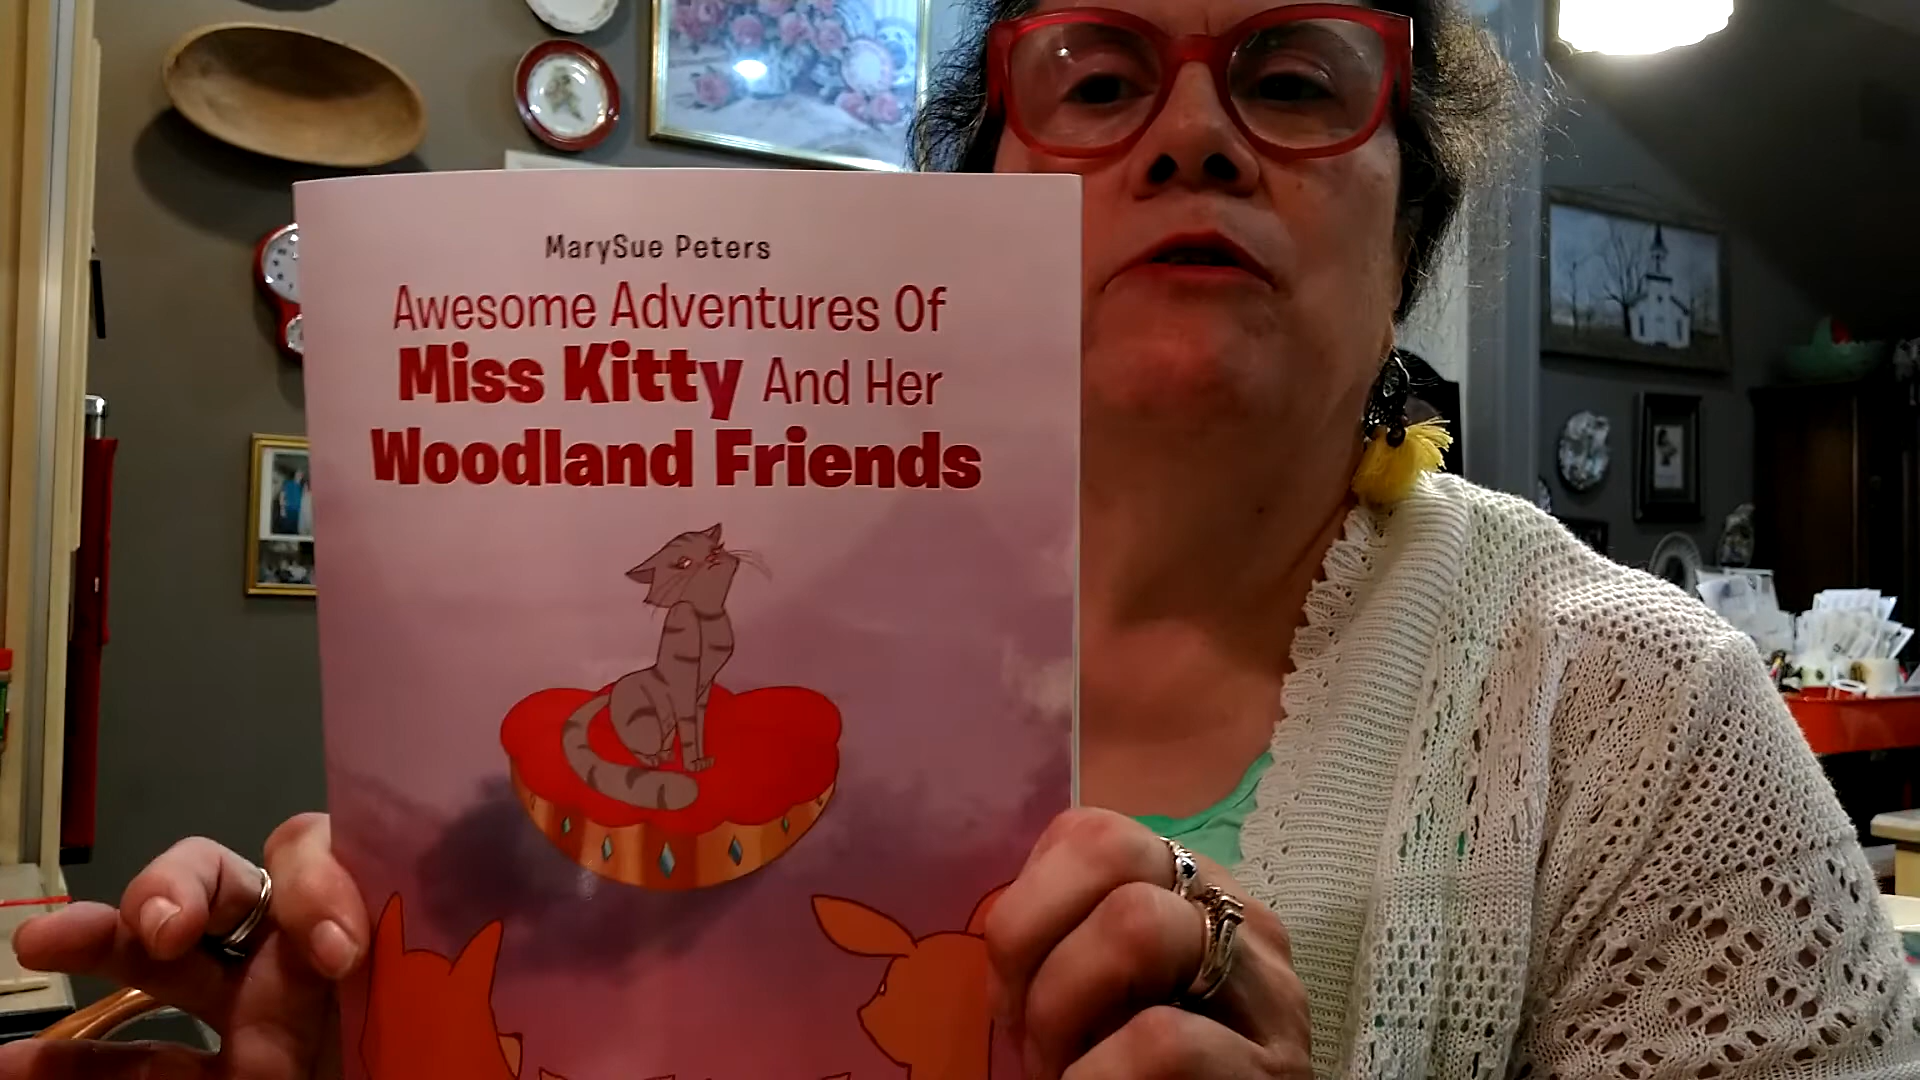 MarySue Peters
Awesome Adventures Of
Miss Kitty And Her
Woodland Friends